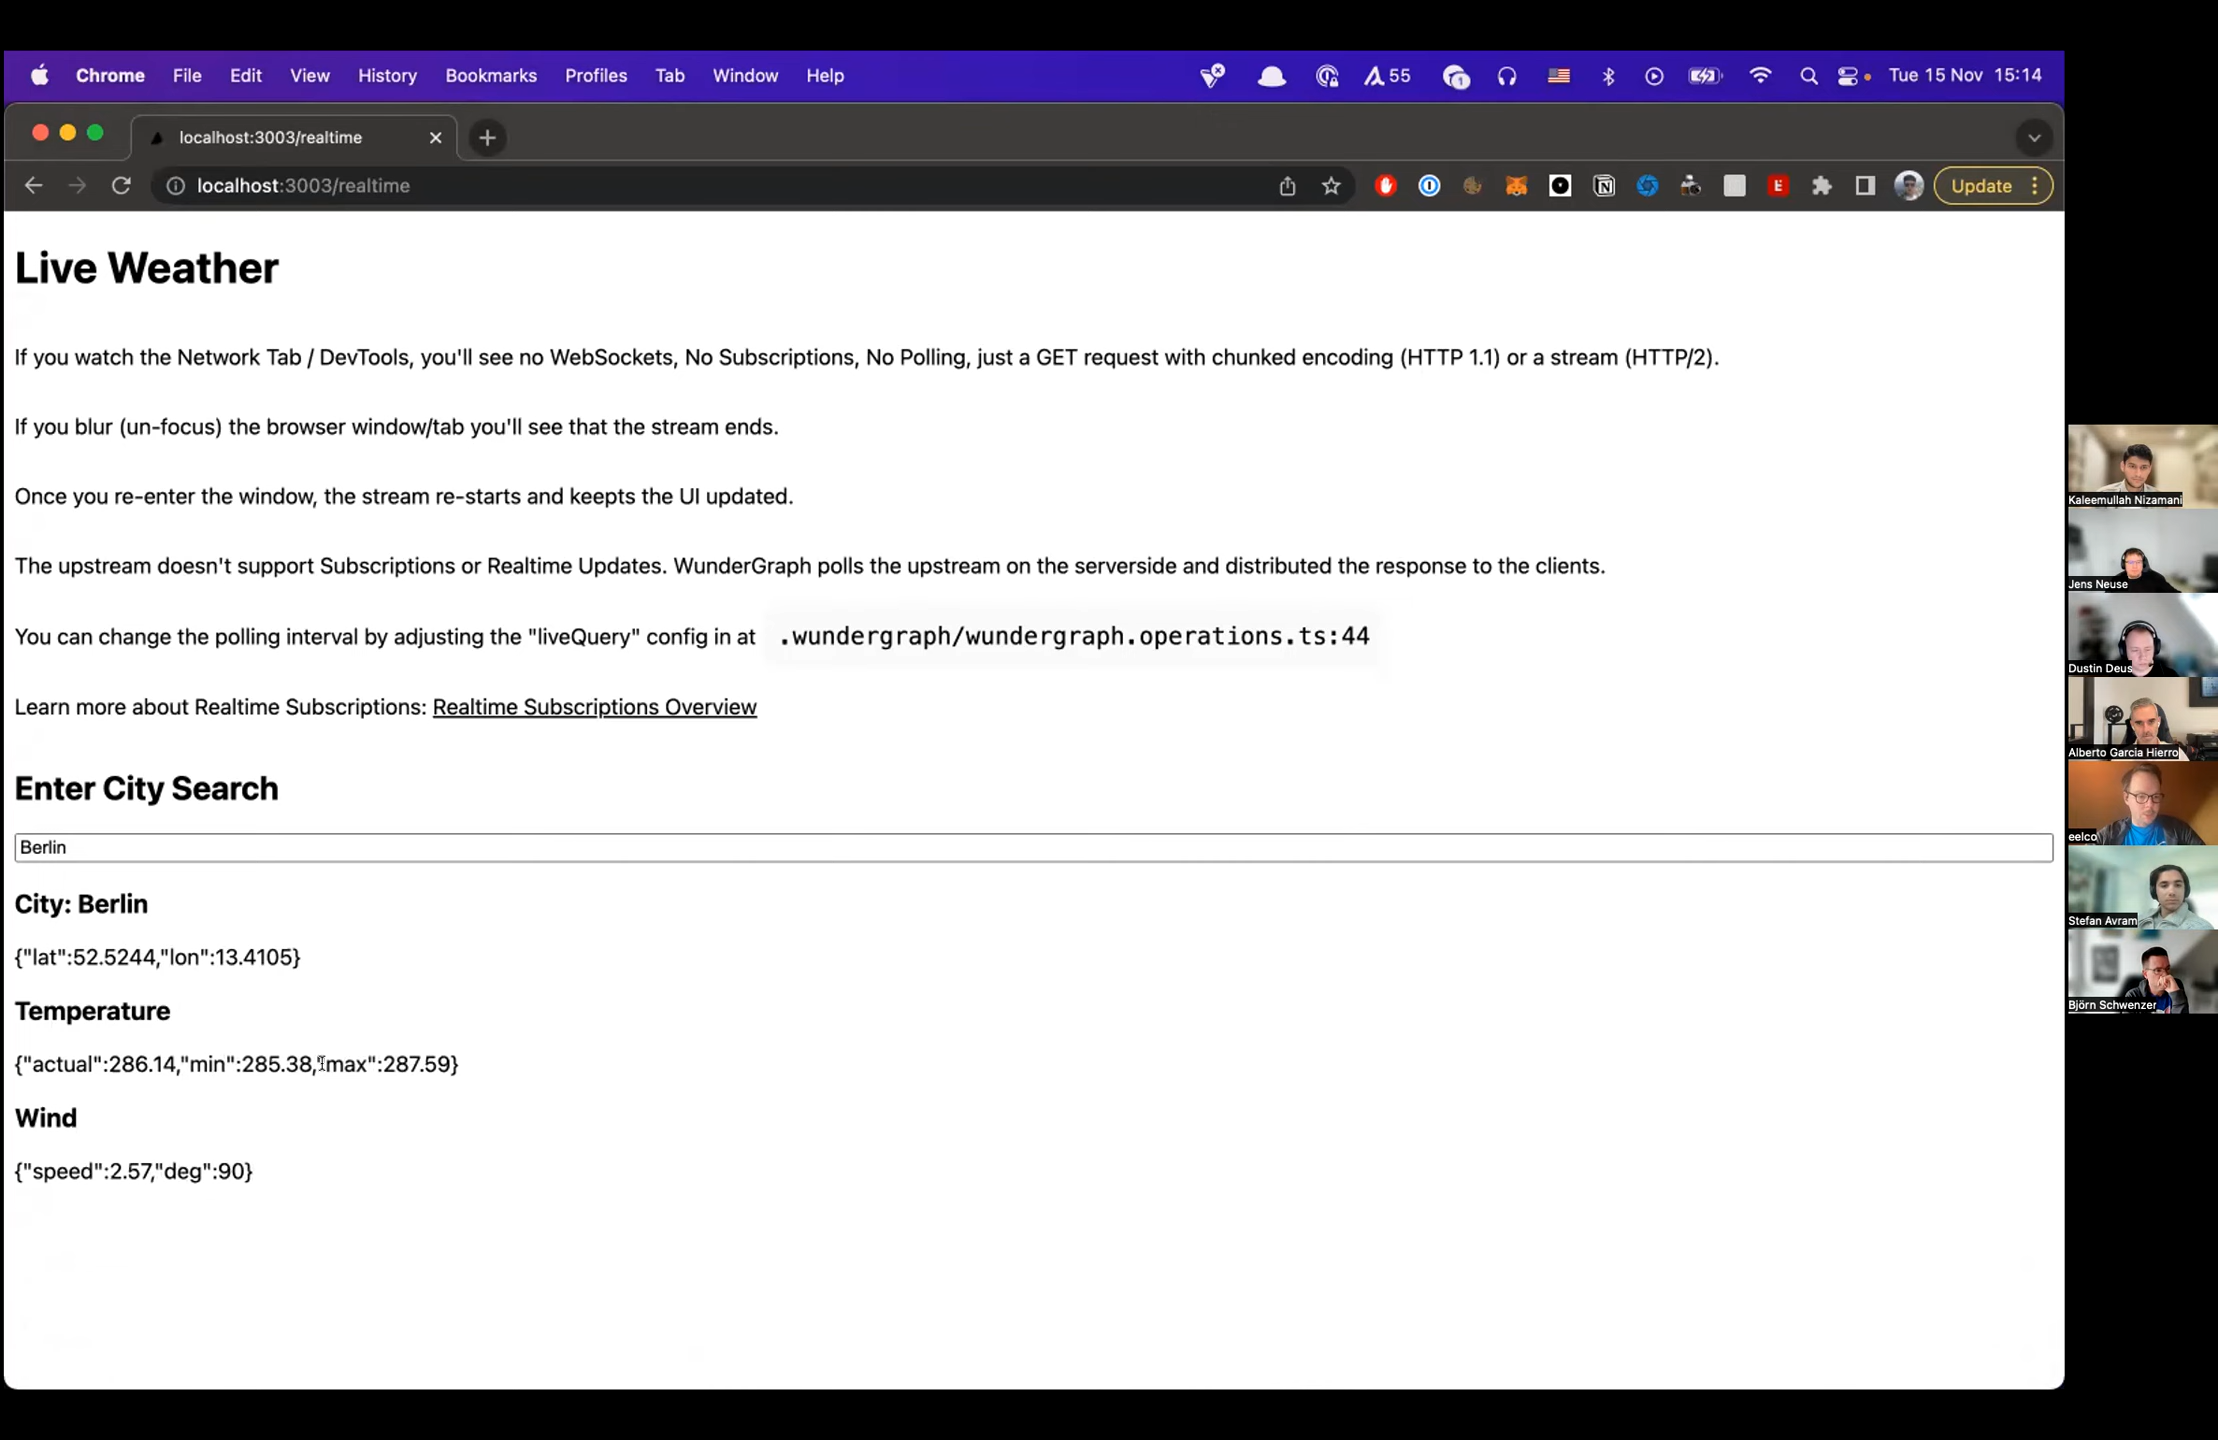 Chrome File Edit View History Bookmarks Profiles Tab Window Help 55 1 Tue 15 Nov 15:14
localhost:3003/realtime
localhost:3003/realtime Update
Live Weather
If you watch the Network Tab / DevTools, you'll see no WebSockets, No Subscriptions, No Polling, just a GET request with chunked encoding (HTTP 1.1) or a stream (HTTP/2).
If you blur (un-focus) the browser window/tab you'll see that the stream ends.
Once you re-enter the window, the stream re-starts and keepts the UI updated.
The upstream doesn't support Subscriptions or Realtime Updates. WunderGraph polls the upstream on the serverside and distributed the response to the clients.
You can change the polling interval by adjusting the "liveQuery" config in at .wundergraph/wundergraph.operations.ts:44
Learn more about Realtime Subscriptions: Realtime Subscriptions Overview
Enter City Search
Berlin
City: Berlin
{"lat":52.5244,"lon":13.4105}
Temperature
{"actual":286.14,"min":285.38,"max":287.59}
Wind
{"speed":2.57,"deg":90}
Kaleemullah Nizamani
Jens Neuse
Dustin Deus
Alberto Garcia Hierro
eelco
Stefan Avram
Björn Schwenzer